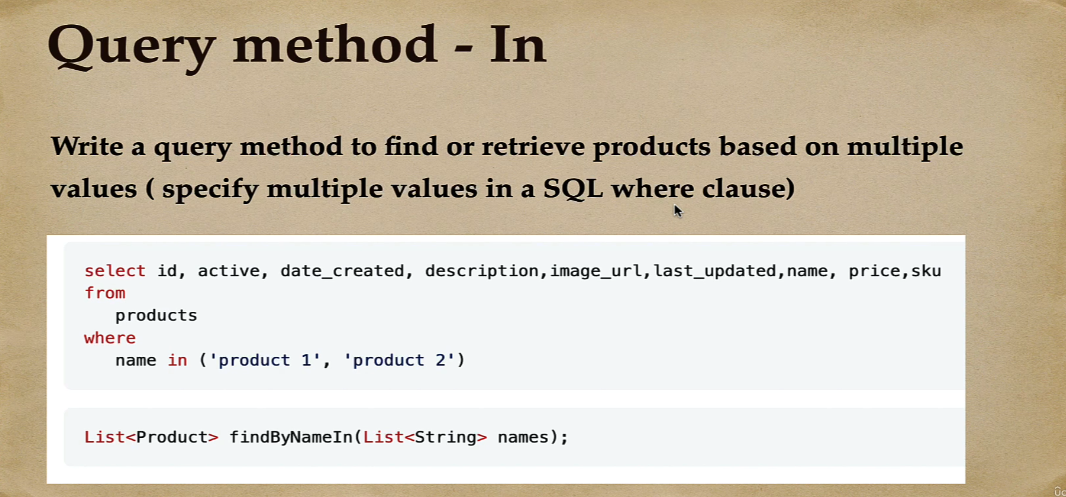 Query method - In
Write a query method to find or retrieve products based on multiple
values ( specify multiple values in a SQL where clause)
select id, active, date_created, description,image_url,last_updated,name, price,sku
from
products
where
name in ('product 1', 'product 2')
List<Product> findByNameIn(List<String> names);